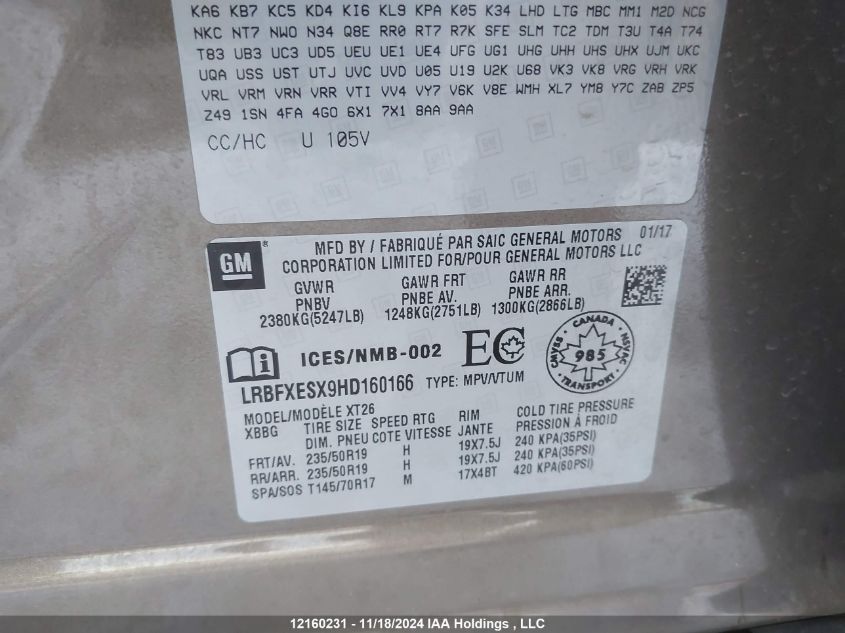 KA6 KB7 KC5 KD4 KI6 KL9 KPA K05 K34 LHD LTG MBC MM1 M2D NCG
NKC NT7 NWO N34 Q8E RR0 RT7 R7K SFE SLM TC2 TDM T3U T4A T74
T83 UB3 UC3 UD5 UEU UE1 UE4 UFG UG1 UHG UHH UHS UHX UJM UKC
UQA USS UST UTJ UVC UVD U05 U19 U2K U68 VK3 VK8 VRG VRH VRK
VRL VRM VRN VRR VTI VV4 VY7 V6K V8E WMH XL7 YM8 Y7C ZAB ZP5
Z49 1SN 4FA 4GO 6X1 7X1 8AA 9AA
CC/HC U 105V
GM
MFD BY / FABRIQUÉ PAR SAIC GENERAL MOTORS 01/17
CORPORATION LIMITED FOR/POUR GENERAL MOTORS LLC
GVWR GAWR FRT GAWR RR
PNBV PNBE AV. PNBE ARR.
2380KG(5247LB) 1248KG(2751LB) 1300KG(2866LB)
ICES/NMB-002 EC CANADA CMVSS NSVAC 985 TRANSPORT
LRBFXESX9HD160166 TYPE: MPV/VTUM
MODEL/MODÈLE XT26
XBBG TIRE SIZE SPEED RTG RIM COLD TIRE PRESSURE
DIM. PNEU COTE VITESSE JANTE PRESSION À FROID
FRT/AV. 235/50R19 H 19X7.5J 240 KPA(35PSI)
RR/ARR. 235/50R19 H 19X7.5J 240 KPA(35PSI)
SPA/SOS T145/70R17 M 17X4BT 420 KPA(60PSI)
12160231 - 11/18/2024 IAA Holdings , LLC